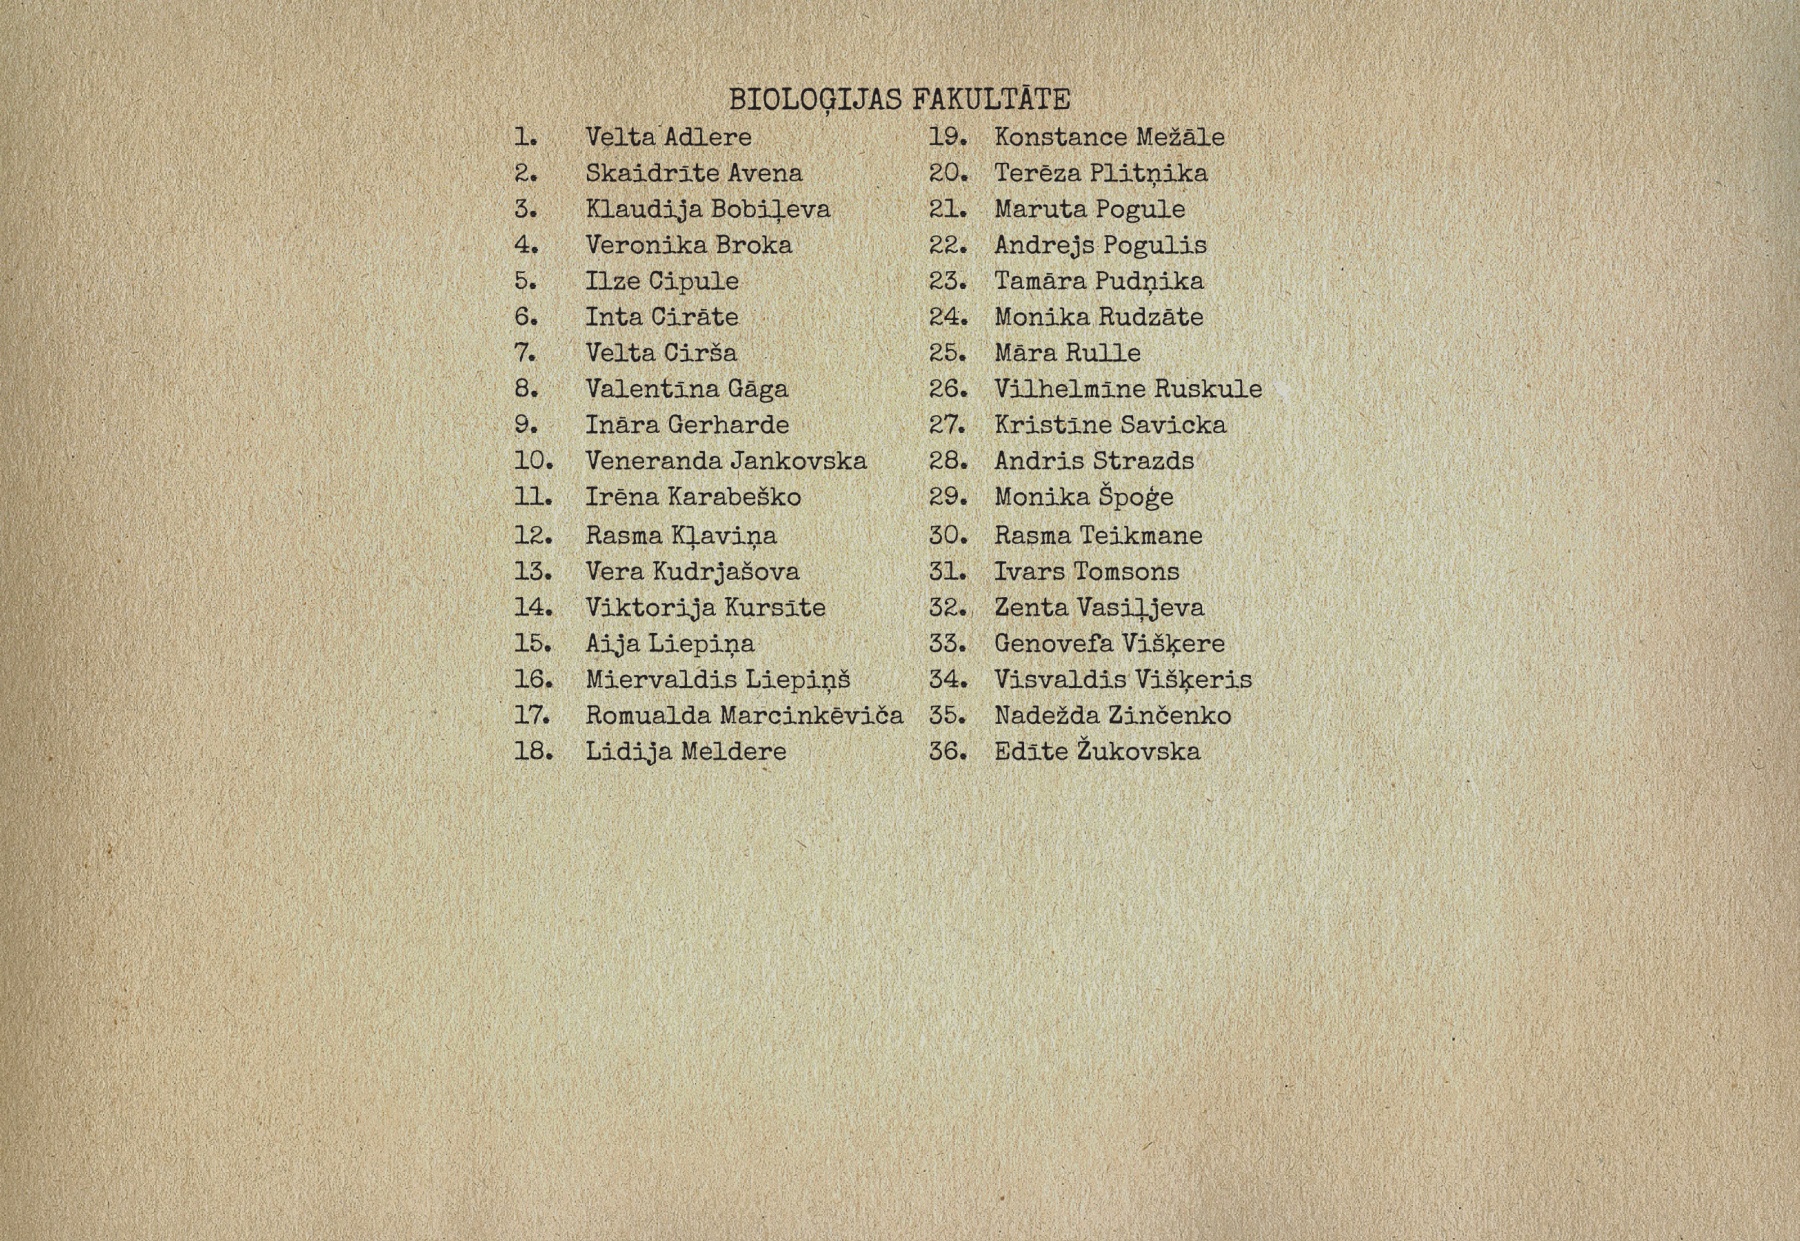 BIOLOĢIJAS FAKULTĀTE
1. Velta Adlere
2. Skaidrīte Avena
3. Klaudija Bobiļeva
4. Veronika Broka
5. Ilze Cipule
6. Inta Cirāte
7. Velta Cirša
8. Valentīna Gāga
9. Ināra Gerharde
10. Veneranda Jankovska
11. Irēna Karabeško
12. Rasma Kļaviņa
13. Vera Kudrjašova
14. Viktorija Kursīte
15. Aija Liepiņa
16. Miervaldis Liepiņš
17. Romualda Marcinkēviča
18. Lidija Meldere
19. Konstance Mežāle
20. Terēza Plitņika
21. Maruta Pogule
22. Andrejs Pogulis
23. Tamāra Pudņika
24. Monika Rudzāte
25. Māra Rulle
26. Vilhelmīne Ruskule
27. Kristīne Savicka
28. Andris Strazds
29. Monika Špoģe
30. Rasma Teikmane
31. Ivars Tomsons
32. Zenta Vasiļjeva
33. Genovefa Višķere
34. Visvaldis Višķeris
35. Nadežda Zinčenko
36. Edīte Žukovska